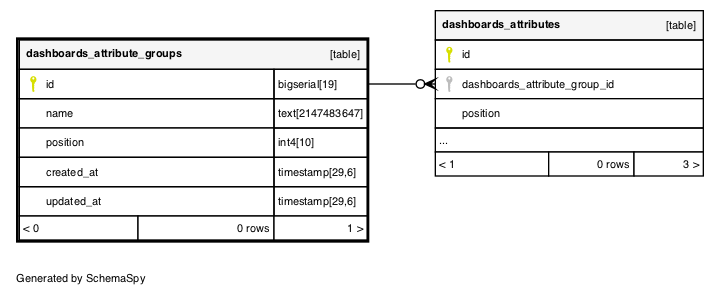 dashboards_attribute_groups [table]
id bigserial[19]
name text[2147483647]
position int4[10]
created_at timestamp[29,6]
updated_at timestamp[29,6]
< 0 0 rows 1 >
dashboards_attributes [table]
id
dashboards_attribute_group_id
position
...
< 1 0 rows 3 >
Generated by SchemaSpy